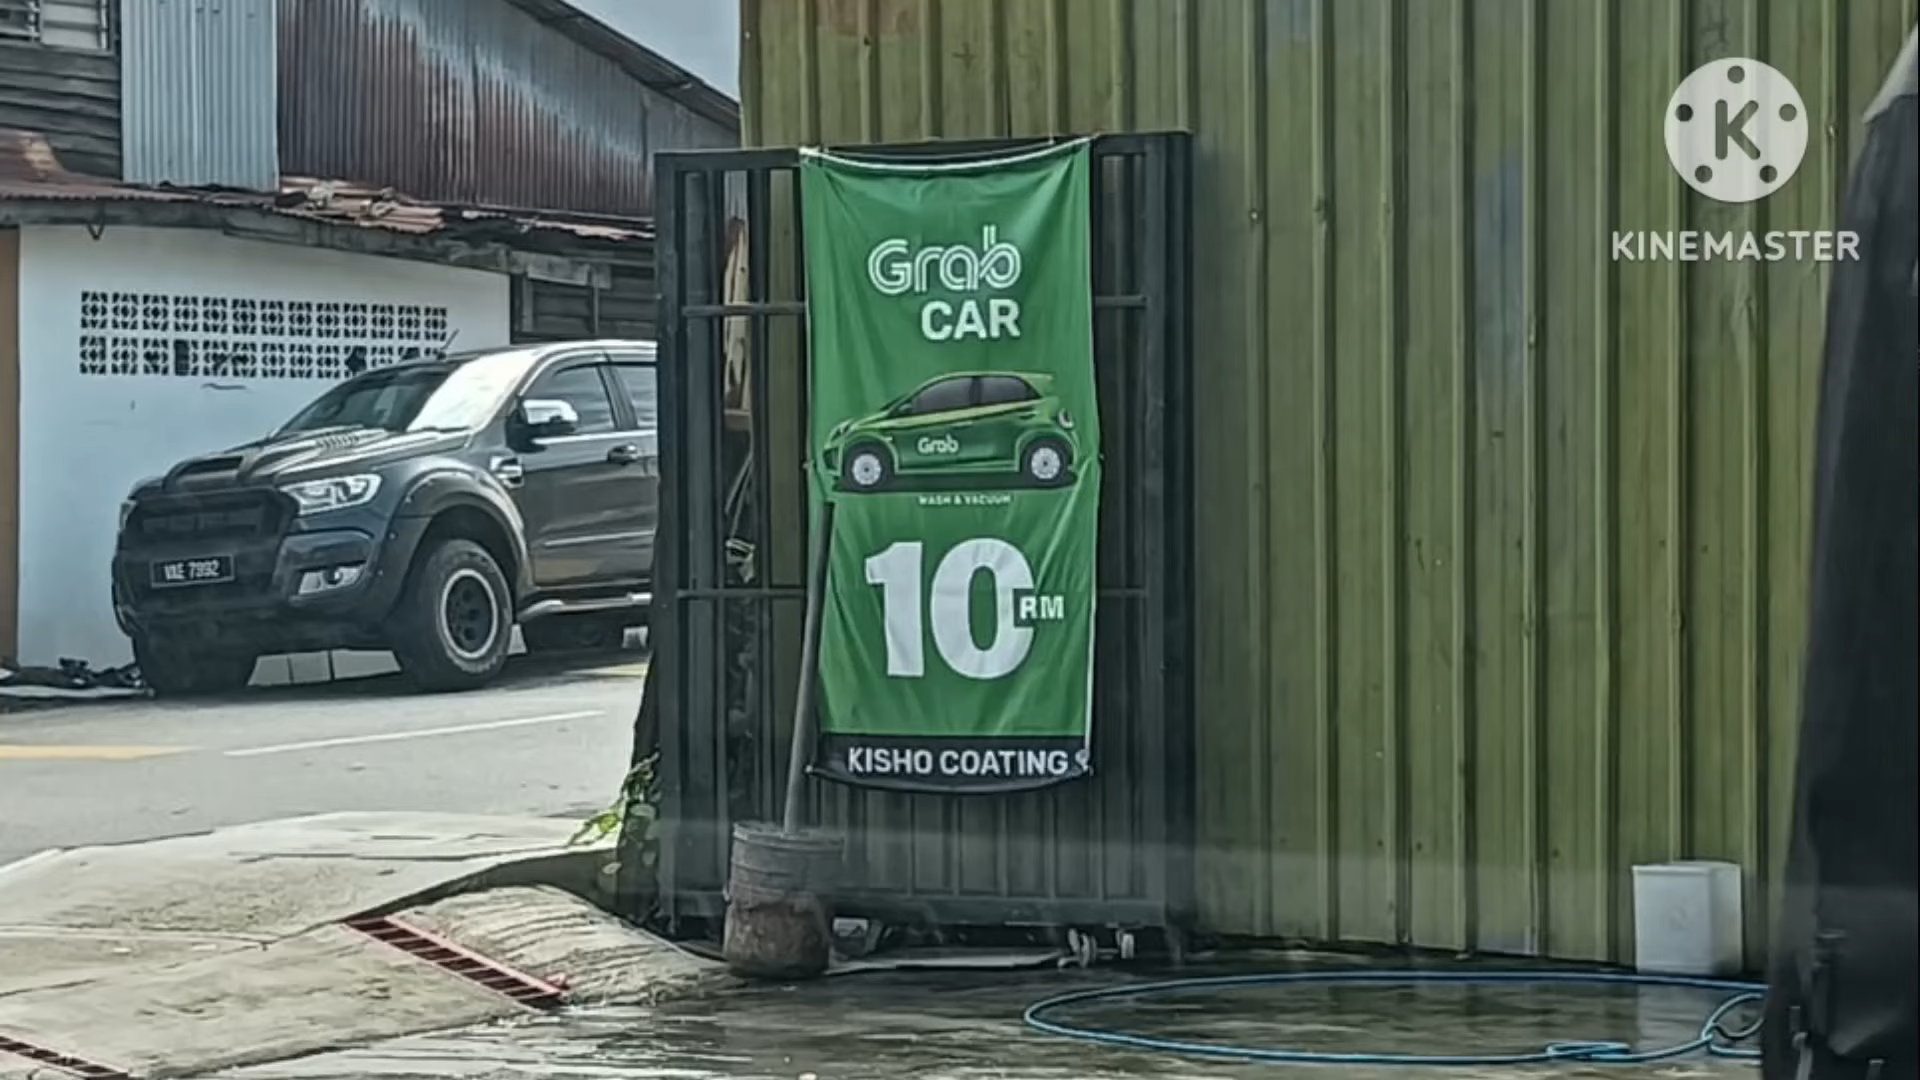 Grab
CAR
Grab
WASH & VACUUM
10
RM
KISHO COATING
VAE 7992
K
KINEMASTER